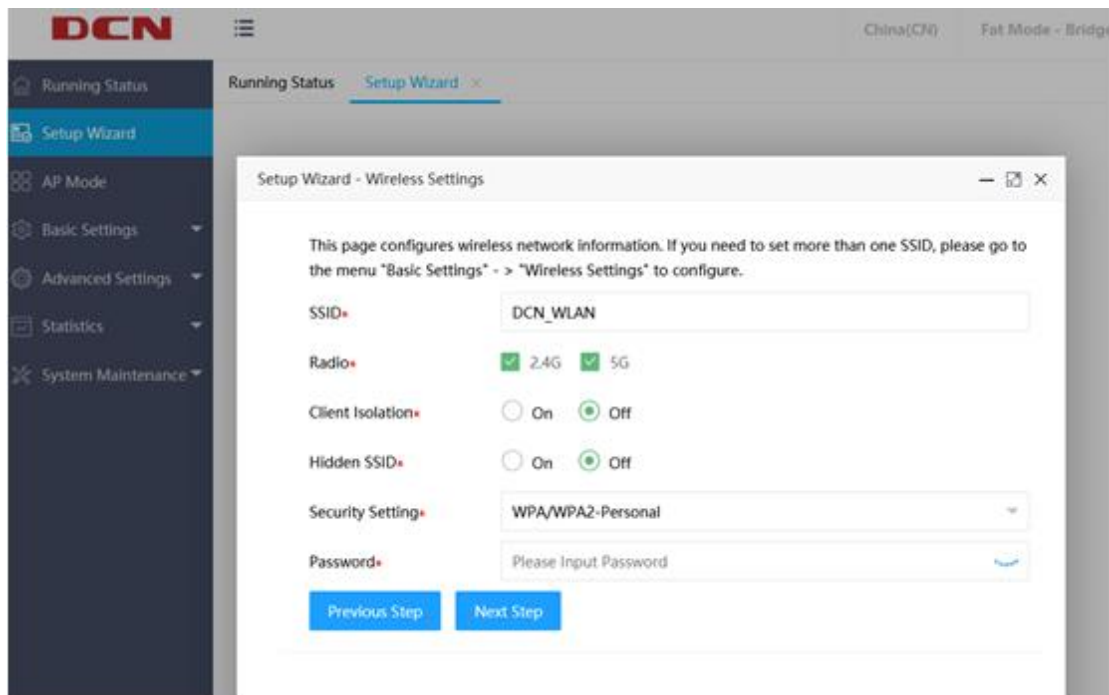 DCN
China(CN) Fat Mode - Bridge
Running Status
Setup Wizard
AP Mode
Basic Settings
Advanced Settings
Statistics
System Maintenance
Running Status Setup Wizard ×
Setup Wizard - Wireless Settings
This page configures wireless network information. If you need to set more than one SSID, please go to
the menu "Basic Settings" - > "Wireless Settings" to configure.
SSID* DCN_WLAN
Radio* 2.4G 5G
Client Isolation* On Off
Hidden SSID* On Off
Security Setting* WPA/WPA2-Personal
Password* Please Input Password
Previous Step Next Step